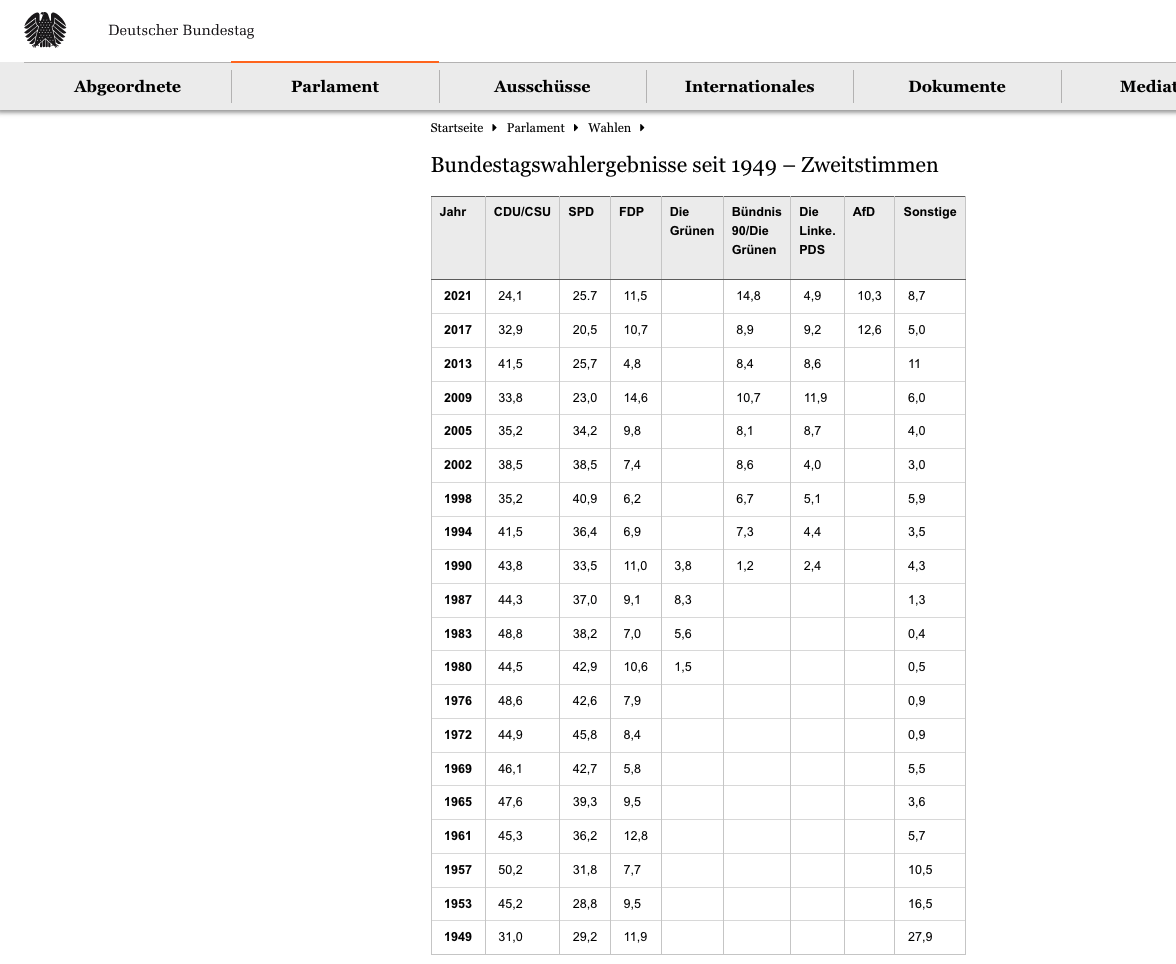 Deutscher Bundestag
Abgeordnete Parlament Ausschüsse Internationales Dokumente Mediat
Startseite Parlament Wahlen
Bundestagswahlergebnisse seit 1949 – Zweitstimmen
Jahr CDU/CSU SPD FDP Die Grünen Bündnis 90/Die Grünen Die Linke. PDS AfD Sonstige
2021 24,1 25.7 11,5 14,8 4,9 10,3 8,7
2017 32,9 20,5 10,7 8,9 9,2 12,6 5,0
2013 41,5 25,7 4,8 8,4 8,6 11
2009 33,8 23,0 14,6 10,7 11,9 6,0
2005 35,2 34,2 9,8 8,1 8,7 4,0
2002 38,5 38,5 7,4 8,6 4,0 3,0
1998 35,2 40,9 6,2 6,7 5,1 5,9
1994 41,5 36,4 6,9 7,3 4,4 3,5
1990 43,8 33,5 11,0 3,8 1,2 2,4 4,3
1987 44,3 37,0 9,1 8,3 1,3
1983 48,8 38,2 7,0 5,6 0,4
1980 44,5 42,9 10,6 1,5 0,5
1976 48,6 42,6 7,9 0,9
1972 44,9 45,8 8,4 0,9
1969 46,1 42,7 5,8 5,5
1965 47,6 39,3 9,5 3,6
1961 45,3 36,2 12,8 5,7
1957 50,2 31,8 7,7 10,5
1953 45,2 28,8 9,5 16,5
1949 31,0 29,2 11,9 27,9